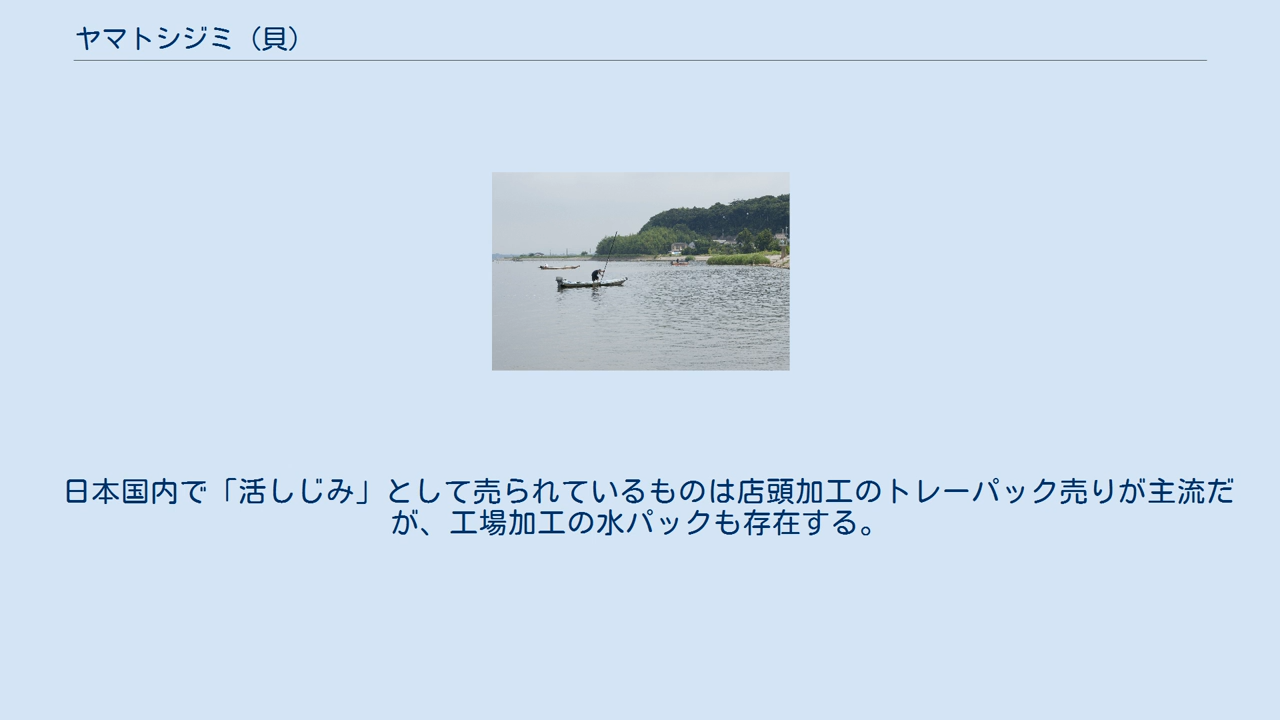 ヤマトシジミ（貝）
日本国内で「活しじみ」として売られているものは店頭加工のトレーパック売りが主流だ
が、工場加工の水パックも存在する。